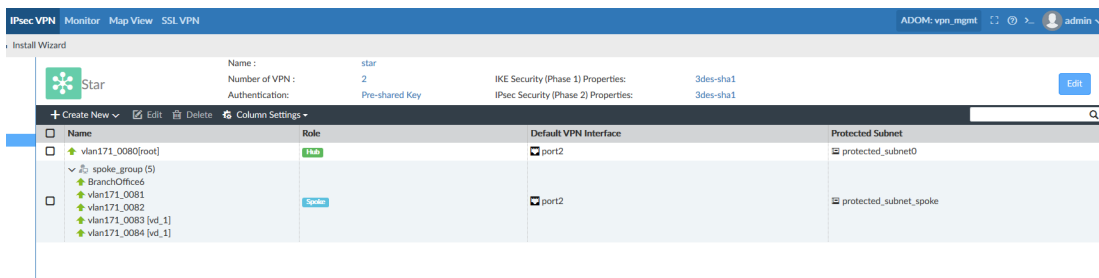 IPsec VPN Monitor Map View SSL VPN ADOM: vpn_mgmt admin
Install Wizard
Star
Name : star
Number of VPN : 2 IKE Security (Phase 1) Properties: 3des-sha1
Authentication: Pre-shared Key IPsec Security (Phase 2) Properties: 3des-sha1
Edit
Create New Edit Delete Column Settings
Name Role Default VPN Interface Protected Subnet
vlan171_0080[root] Hub port2 protected_subnet0
spoke_group (5)
BranchOffice6
vlan171_0081
vlan171_0082 Spoke port2 protected_subnet_spoke
vlan171_0083 [vd_1]
vlan171_0084 [vd_1]